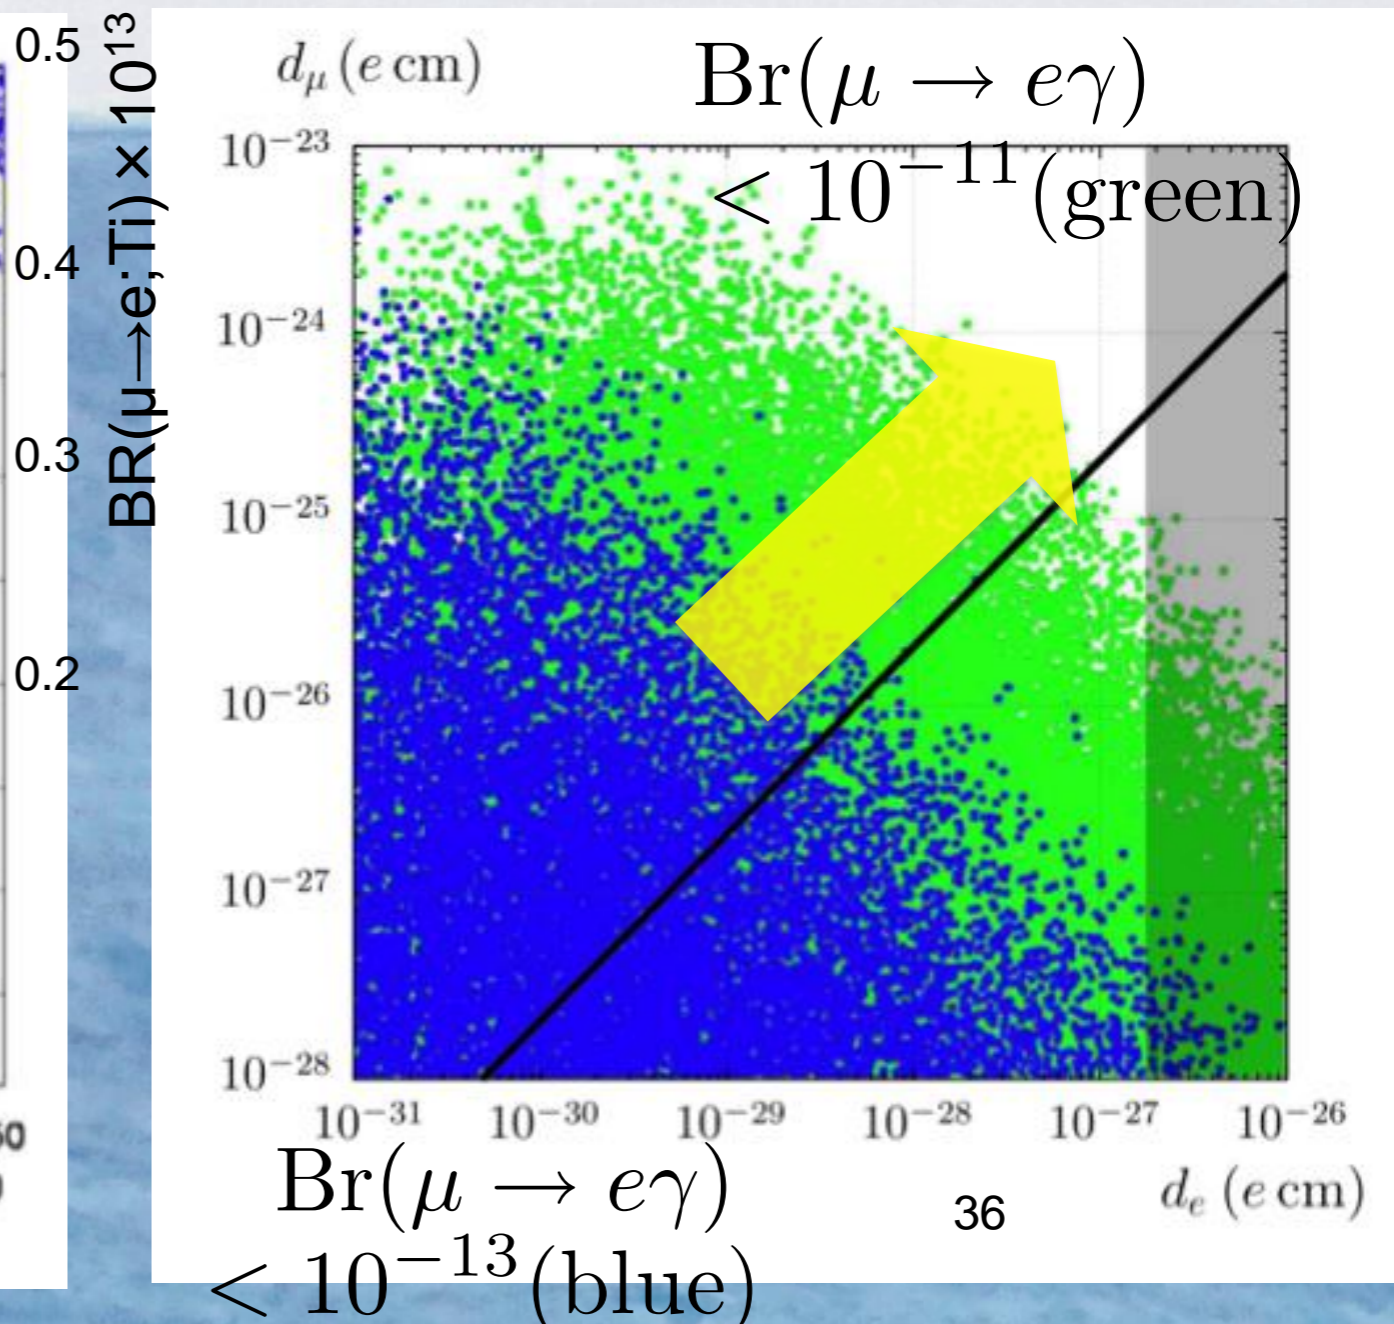 0.5
0.4
0.3
0.2
BR(μ→e;Ti) × 10¹³
d_μ (e cm)
Br(μ → eγ)
< 10⁻¹¹(green)
10⁻²³
10⁻²⁴
10⁻²⁵
10⁻²⁶
10⁻²⁷
10⁻²⁸
10⁻³¹ 10⁻³⁰ 10⁻²⁹ 10⁻²⁸ 10⁻²⁷ 10⁻²⁶
d_e (e cm)
Br(μ → eγ)
< 10⁻¹³(blue)
36